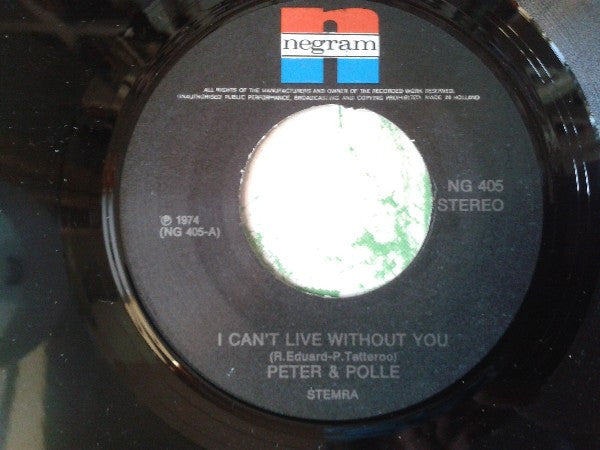 negram
n
ALL RIGHTS OF THE MANUFACTURERS AND OWNER OF THE RECORDED WORK RESERVED.
UNAUTHORISED PUBLIC PERFORMANCE, BROADCASTING AND COPYING PROHIBITED. MADE IN HOLLAND
NG 405
STEREO
℗ 1974
(NG 405-A)
I CAN'T LIVE WITHOUT YOU
(R.Eduard-P.Tetteroo)
PETER & POLLE
STEMRA